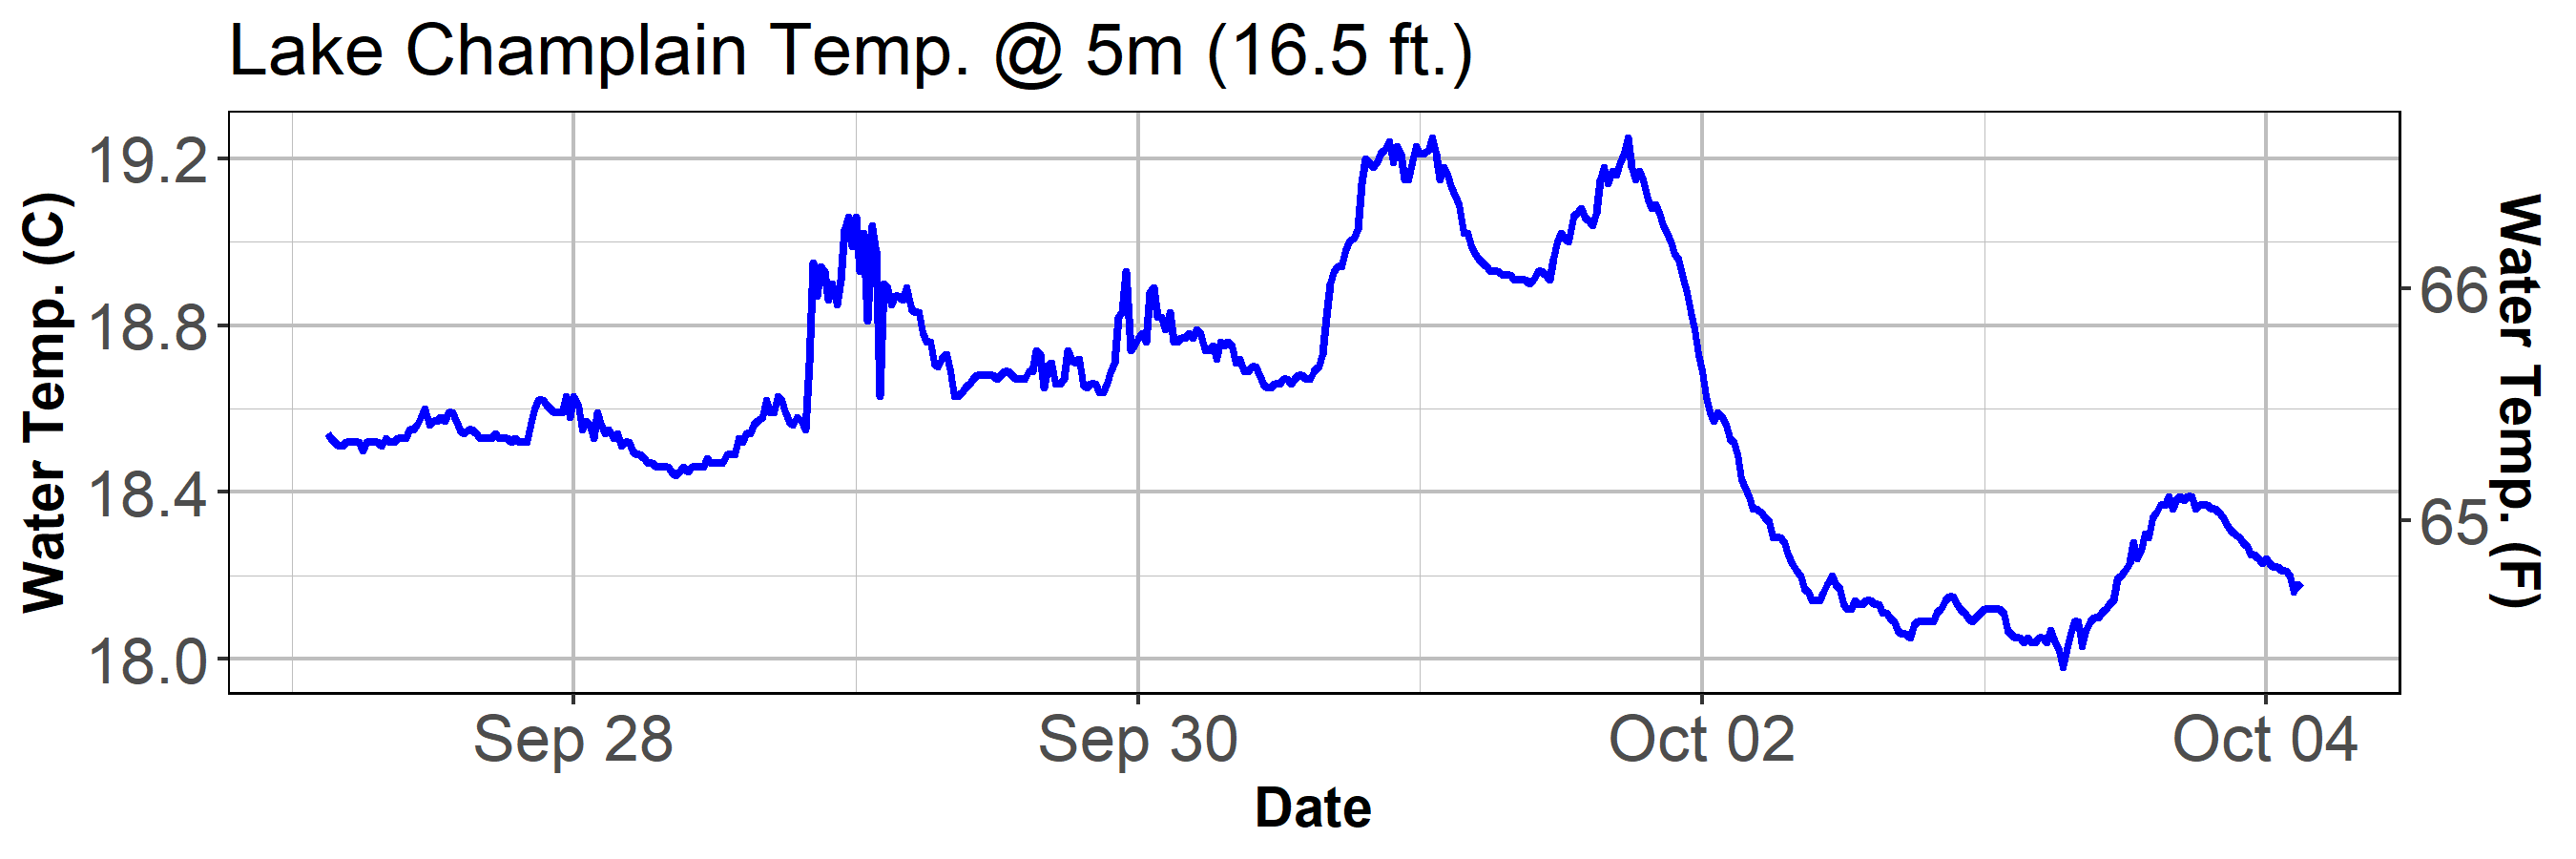 Lake Champlain Temp. @ 5m (16.5 ft.)
Water Temp. (C)
19.2
18.8
18.4
18.0
66
65
Water Temp. (F)
Sep 28 Sep 30 Oct 02 Oct 04
Date